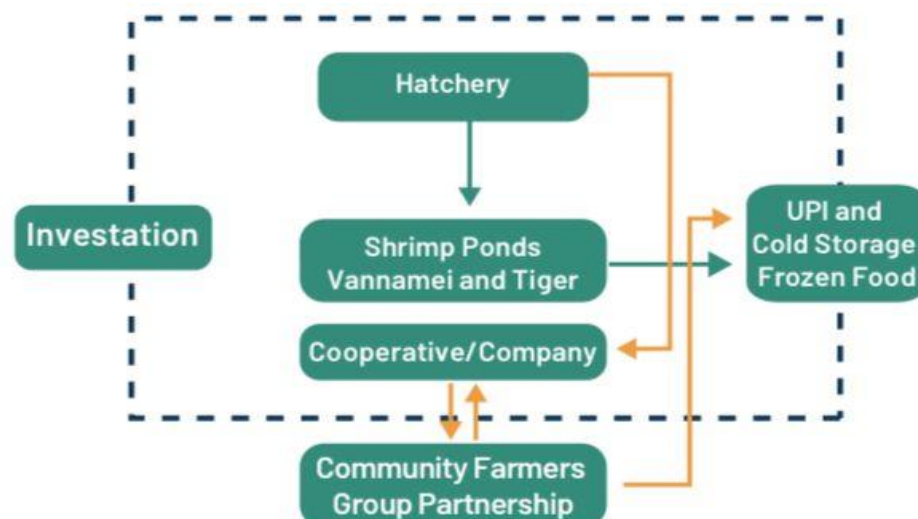 Hatchery
Investation
Shrimp Ponds
Vannamei and Tiger
UPI and
Cold Storage
Frozen Food
Cooperative/Company
Community Farmers
Group Partnership